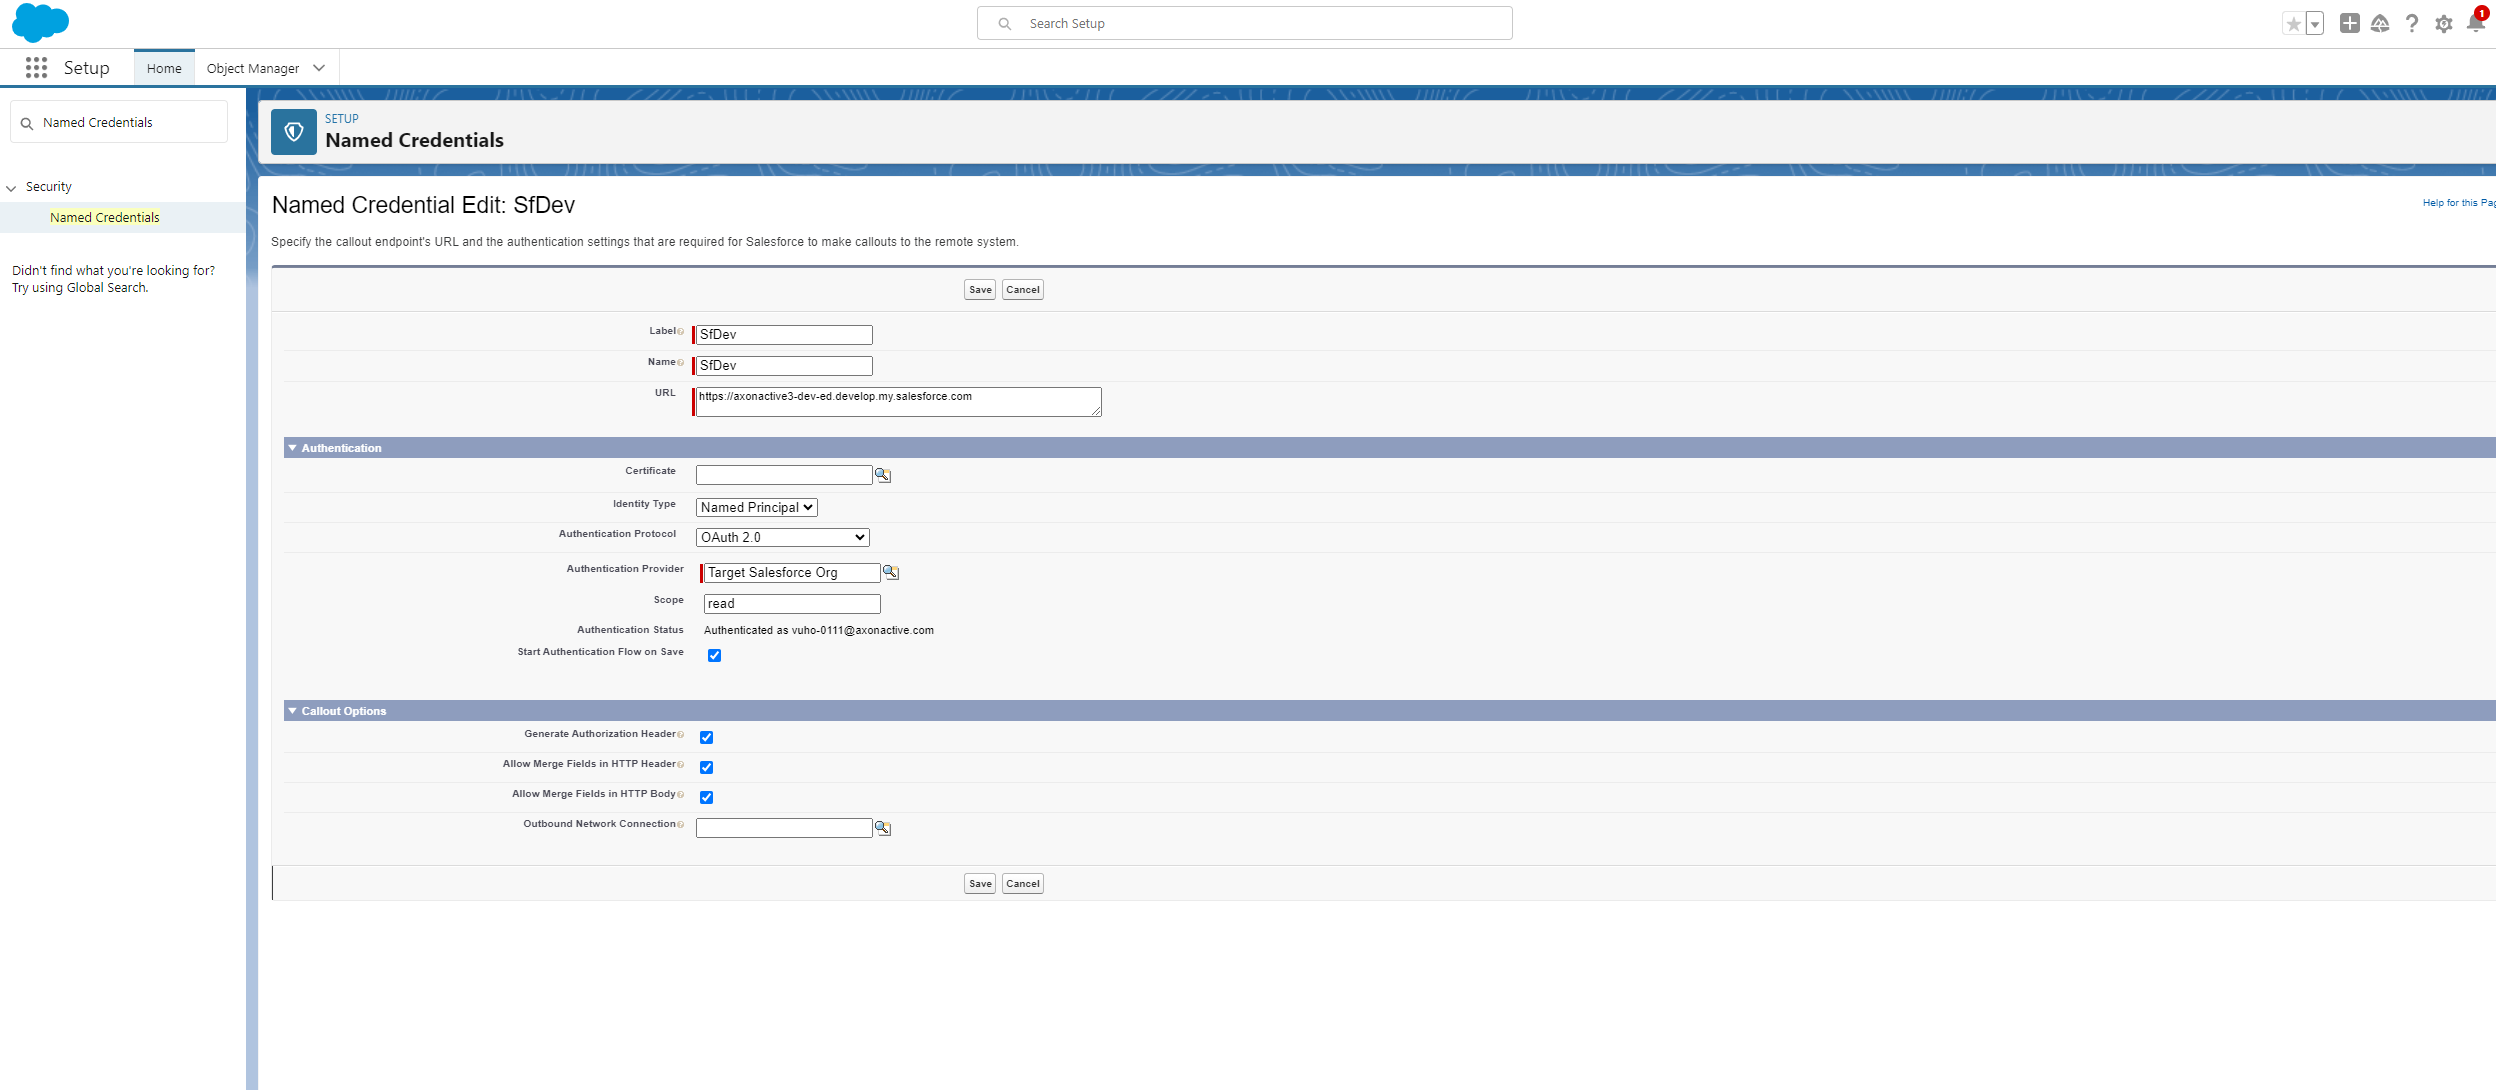 Search Setup
1
Setup
Home
Object Manager
Named Credentials
Security
Named Credentials
Didn't find what you're looking for?
Try using Global Search.
SETUP
Named Credentials
Named Credential Edit: SfDev
Help for this Pag
Specify the callout endpoint's URL and the authentication settings that are required for Salesforce to make callouts to the remote system.
Save Cancel
Label SfDev
Name SfDev
URL https://axonactive3-dev-ed.develop.my.salesforce.com
Authentication
Certificate
Identity Type Named Principal
Authentication Protocol OAuth 2.0
Authentication Provider Target Salesforce Org
Scope read
Authentication Status Authenticated as vuho-0111@axonactive.com
Start Authentication Flow on Save
Callout Options
Generate Authorization Header
Allow Merge Fields in HTTP Header
Allow Merge Fields in HTTP Body
Outbound Network Connection
Save Cancel